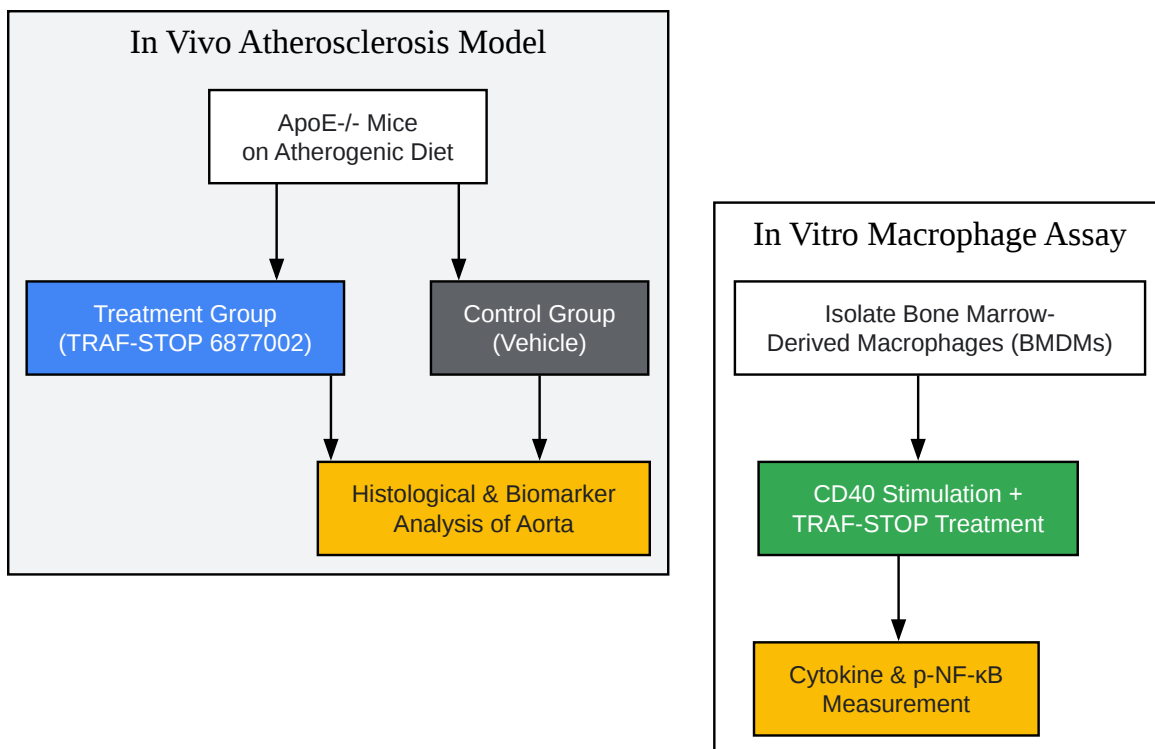 In Vivo Atherosclerosis Model
ApoE-/- Mice
on Atherogenic Diet
Treatment Group
(TRAF-STOP 6877002)
Control Group
(Vehicle)
Histological & Biomarker
Analysis of Aorta
In Vitro Macrophage Assay
Isolate Bone Marrow-
Derived Macrophages (BMDMs)
CD40 Stimulation +
TRAF-STOP Treatment
Cytokine & p-NF-κB
Measurement